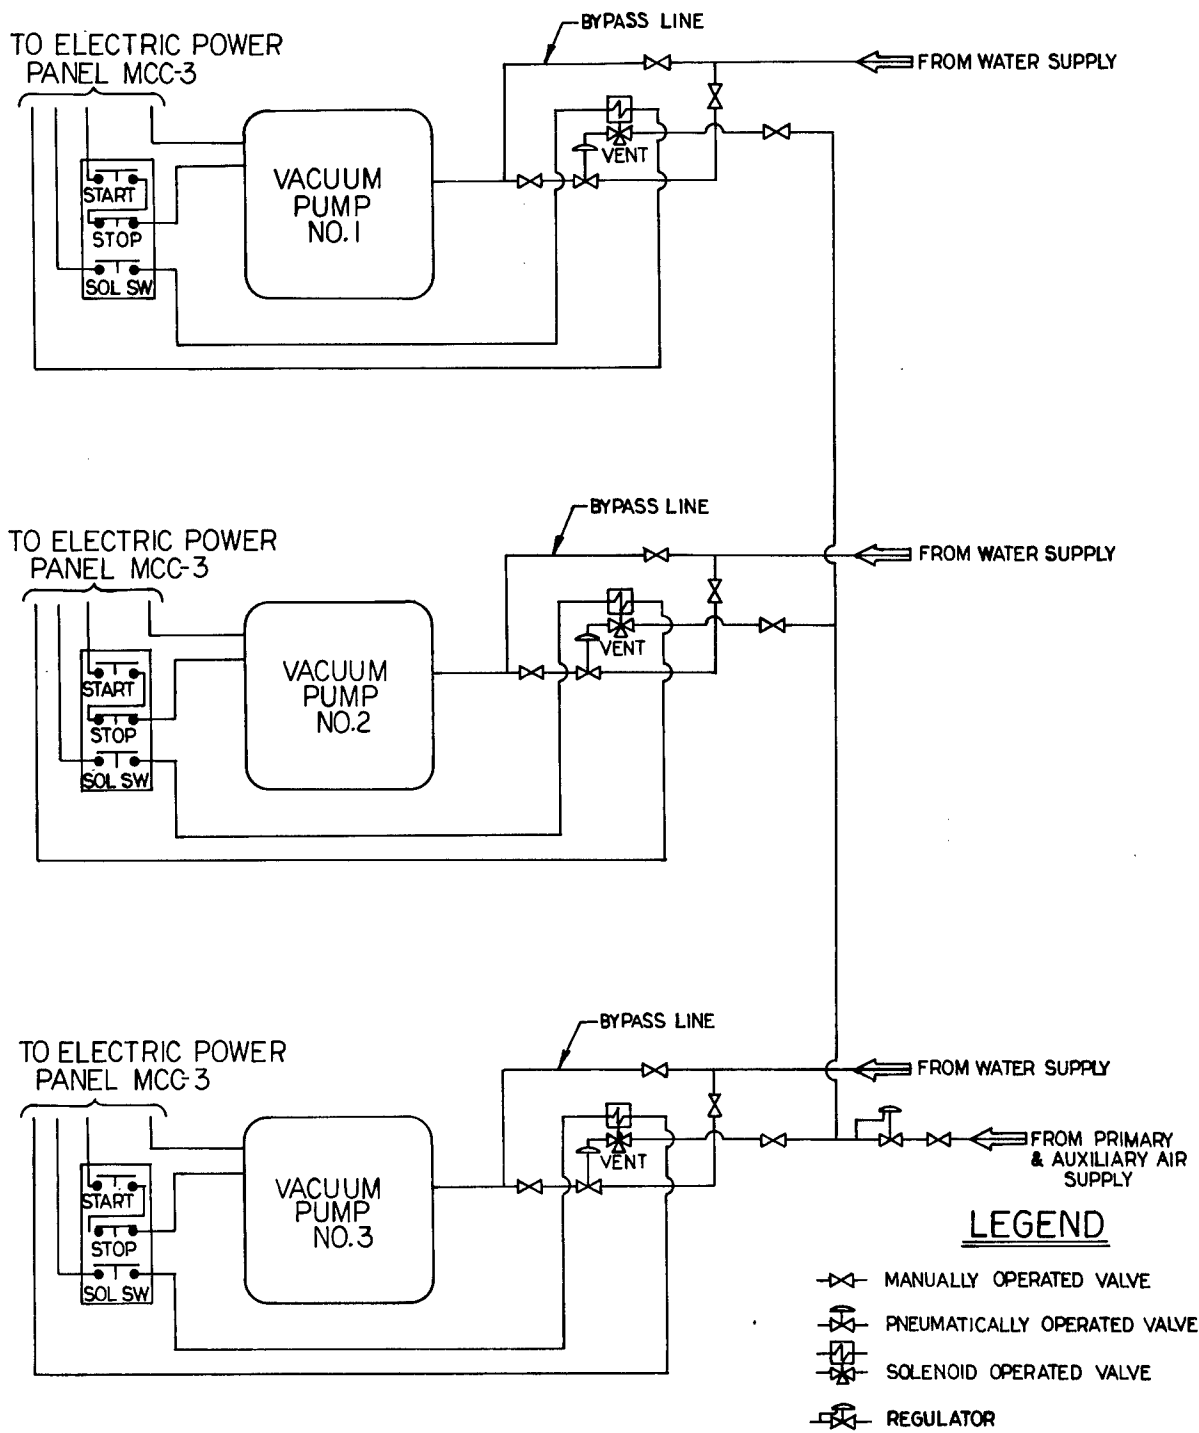 BYPASS LINE
TO ELECTRIC POWER
PANEL MCC-3
FROM WATER SUPPLY
VENT
START
STOP
SOL SW
VACUUM
PUMP
NO. 1
BYPASS LINE
TO ELECTRIC POWER
PANEL MCC-3
FROM WATER SUPPLY
VENT
START
STOP
SOL SW
VACUUM
PUMP
NO.2
BYPASS LINE
TO ELECTRIC POWER
PANEL MCC-3
FROM WATER SUPPLY
VENT
START
STOP
SOL SW
VACUUM
PUMP
NO.3
FROM PRIMARY
& AUXILIARY AIR
SUPPLY
LEGEND
MANUALLY OPERATED VALVE
PNEUMATICALLY OPERATED VALVE
SOLENOID OPERATED VALVE
REGULATOR